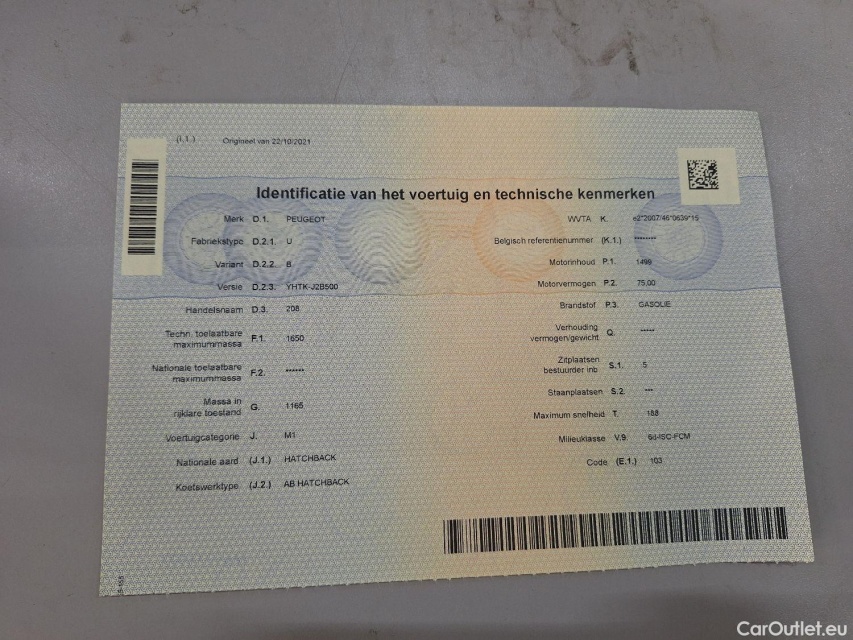 (I.1.) Origineel van 22/10/2021
Identificatie van het voertuig en technische kenmerken
Merk D.1. PEUGEOT
Fabriekstype D.2.1. U
Variant D.2.2. B
Versie D.2.3. YHTK-J2B500
Handelsnaam D.3. 208
Techn. toelaatbare
maximummassa F.1. 1650
Nationale toelaatbare
maximummassa F.2. ******
Massa in
rijklare toestand G. 1165
Voertuigcategorie J. M1
Nationale aard (J.1.) HATCHBACK
Koetswerktype (J.2.) AB HATCHBACK
WVTA K. e2*2007/46*0639*15
Belgisch referentienummer (K.1.) ********
Motorinhoud P.1. 1499
Motorvermogen P.2. 75,00
Brandstof P.3. GASOLIE
Verhouding
vermogen/gewicht Q. *****
Zitplaatsen
bestuurder inb S.1. 5
Staanplaatsen S.2. ***
Maximum snelheid T. 188
Milieuklasse V.9. 6d-ISC-FCM
Code (E.1.) 103
CarOutlet.eu